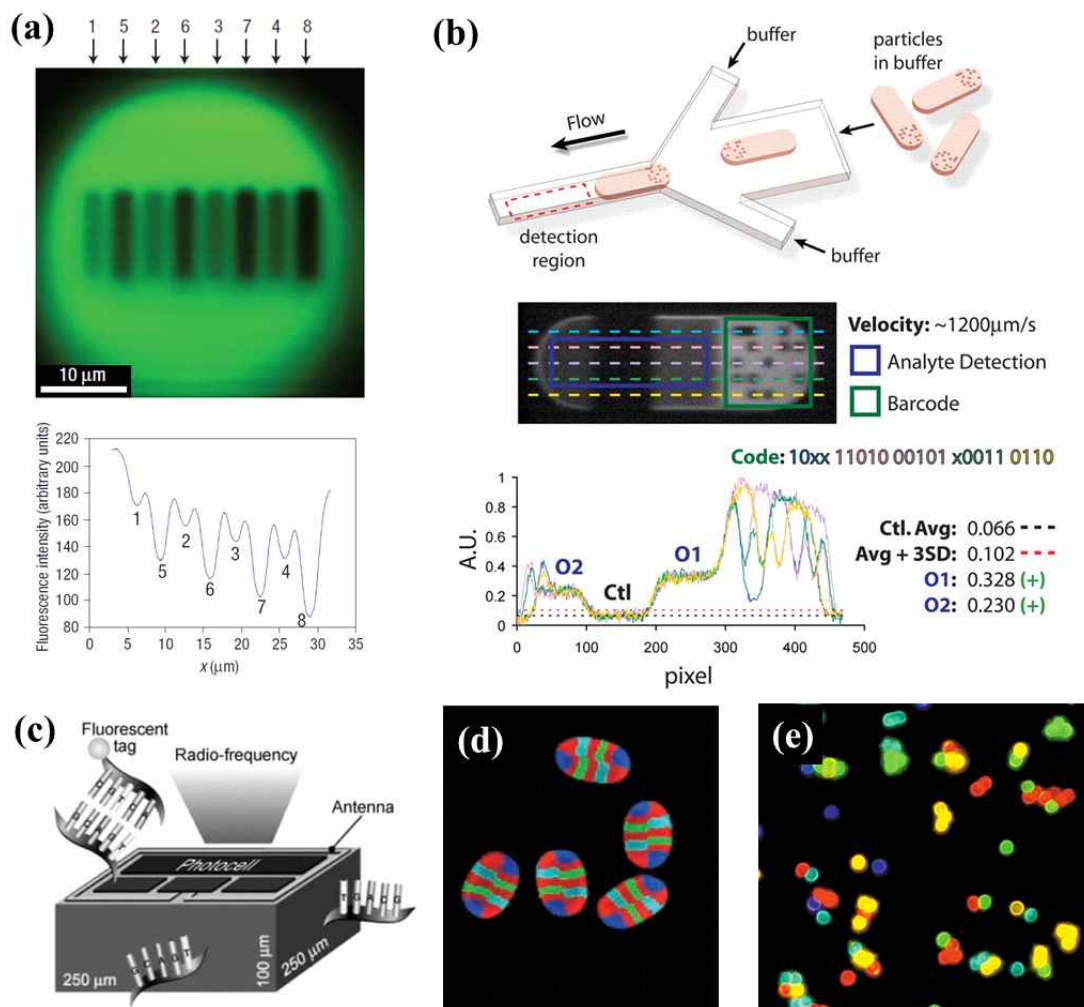 (a)
1 5 2 6 3 7 4 8
10 µm
Fluorescence intensity (arbitrary units)
220
200
180
160
140
120
100
80
1
5
2
6
3
7
4
8
0 5 10 15 20 25 30 35
x (µm)
(b)
buffer
particles
in buffer
Flow
detection
region
buffer
Velocity: ~1200µm/s
Analyte Detection
Barcode
Code: 10xx 11010 00101 x0011 0110
A.U.
1
0.8
0.6
0.4
0.2
0
O2
Ctl
O1
0 100 200 300 400 500
pixel
Ctl. Avg: 0.066
Avg + 3SD: 0.102
O1: 0.328 (+)
O2: 0.230 (+)
(c)
Fluorescent
tag
Radio-frequency
Antenna
Photocell
250 µm
100 µm
250 µm
(d)
(e)